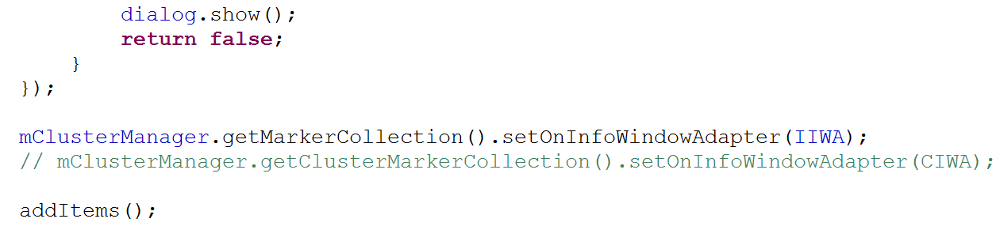 dialog.show();
return false;
}
});
mClusterManager.getMarkerCollection().setOnInfoWindowAdapter(IIWA);
// mClusterManager.getClusterMarkerCollection().setOnInfoWindowAdapter(CIWA);
addItems();